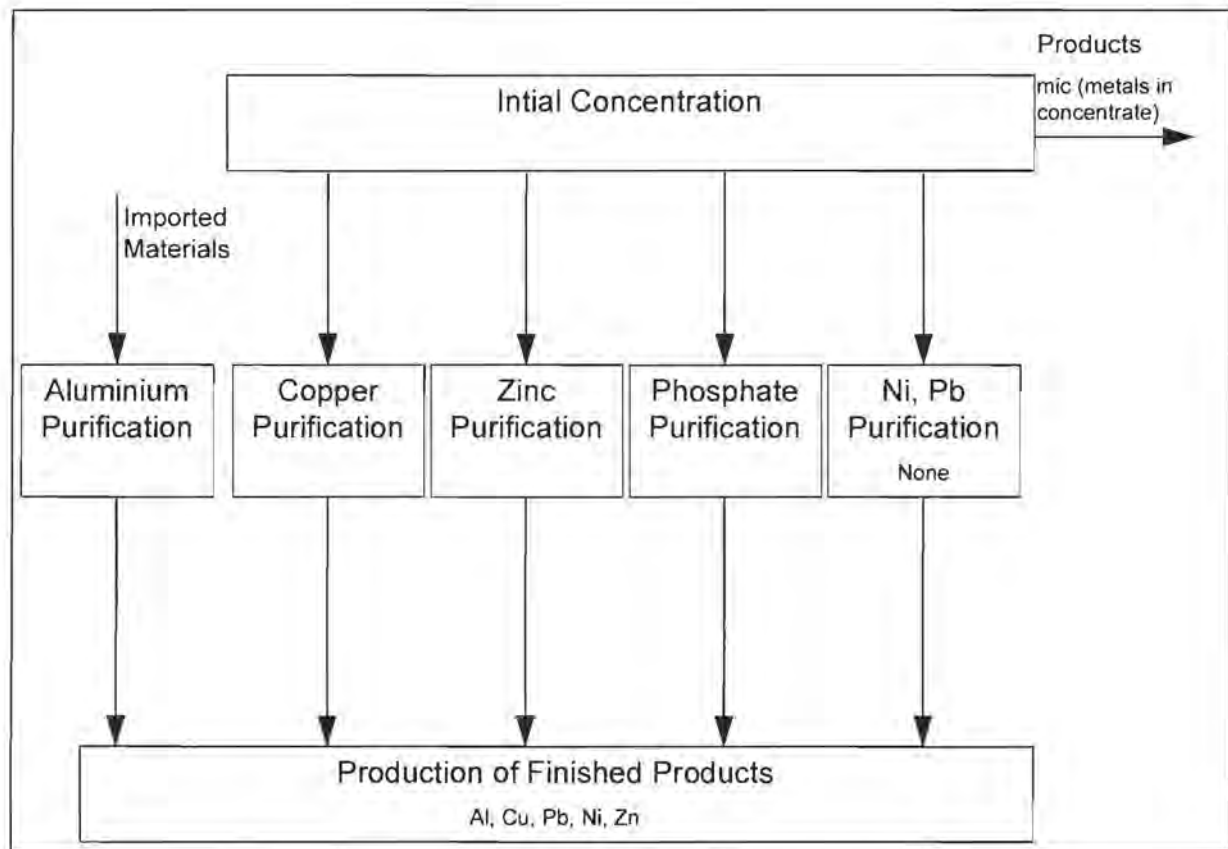 Products
mic (metals in
concentrate)
Intial Concentration
Imported
Materials
Aluminium
Purification
Copper
Purification
Zinc
Purification
Phosphate
Purification
Ni, Pb
Purification
None
Production of Finished Products
Al, Cu, Pb, Ni, Zn